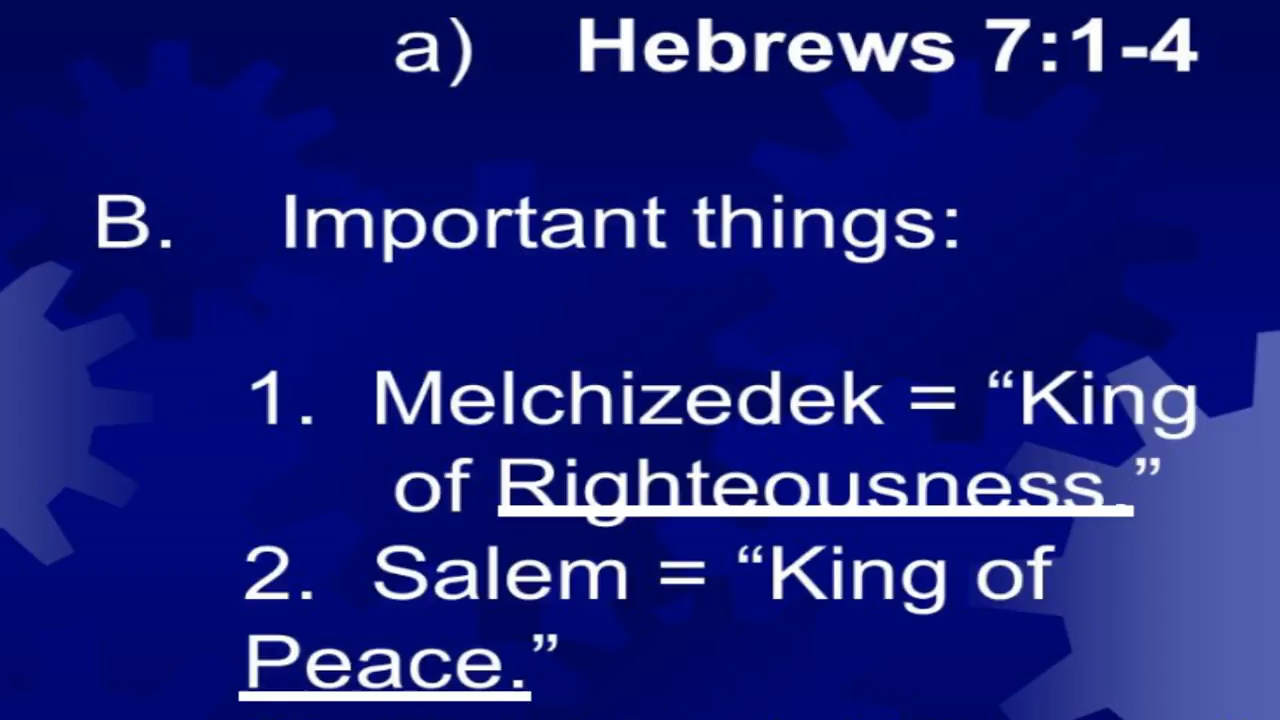 a) Hebrews 7:1-4
B. Important things:
1. Melchizedek = “King
of Righteousness.”
2. Salem = “King of
Peace.”